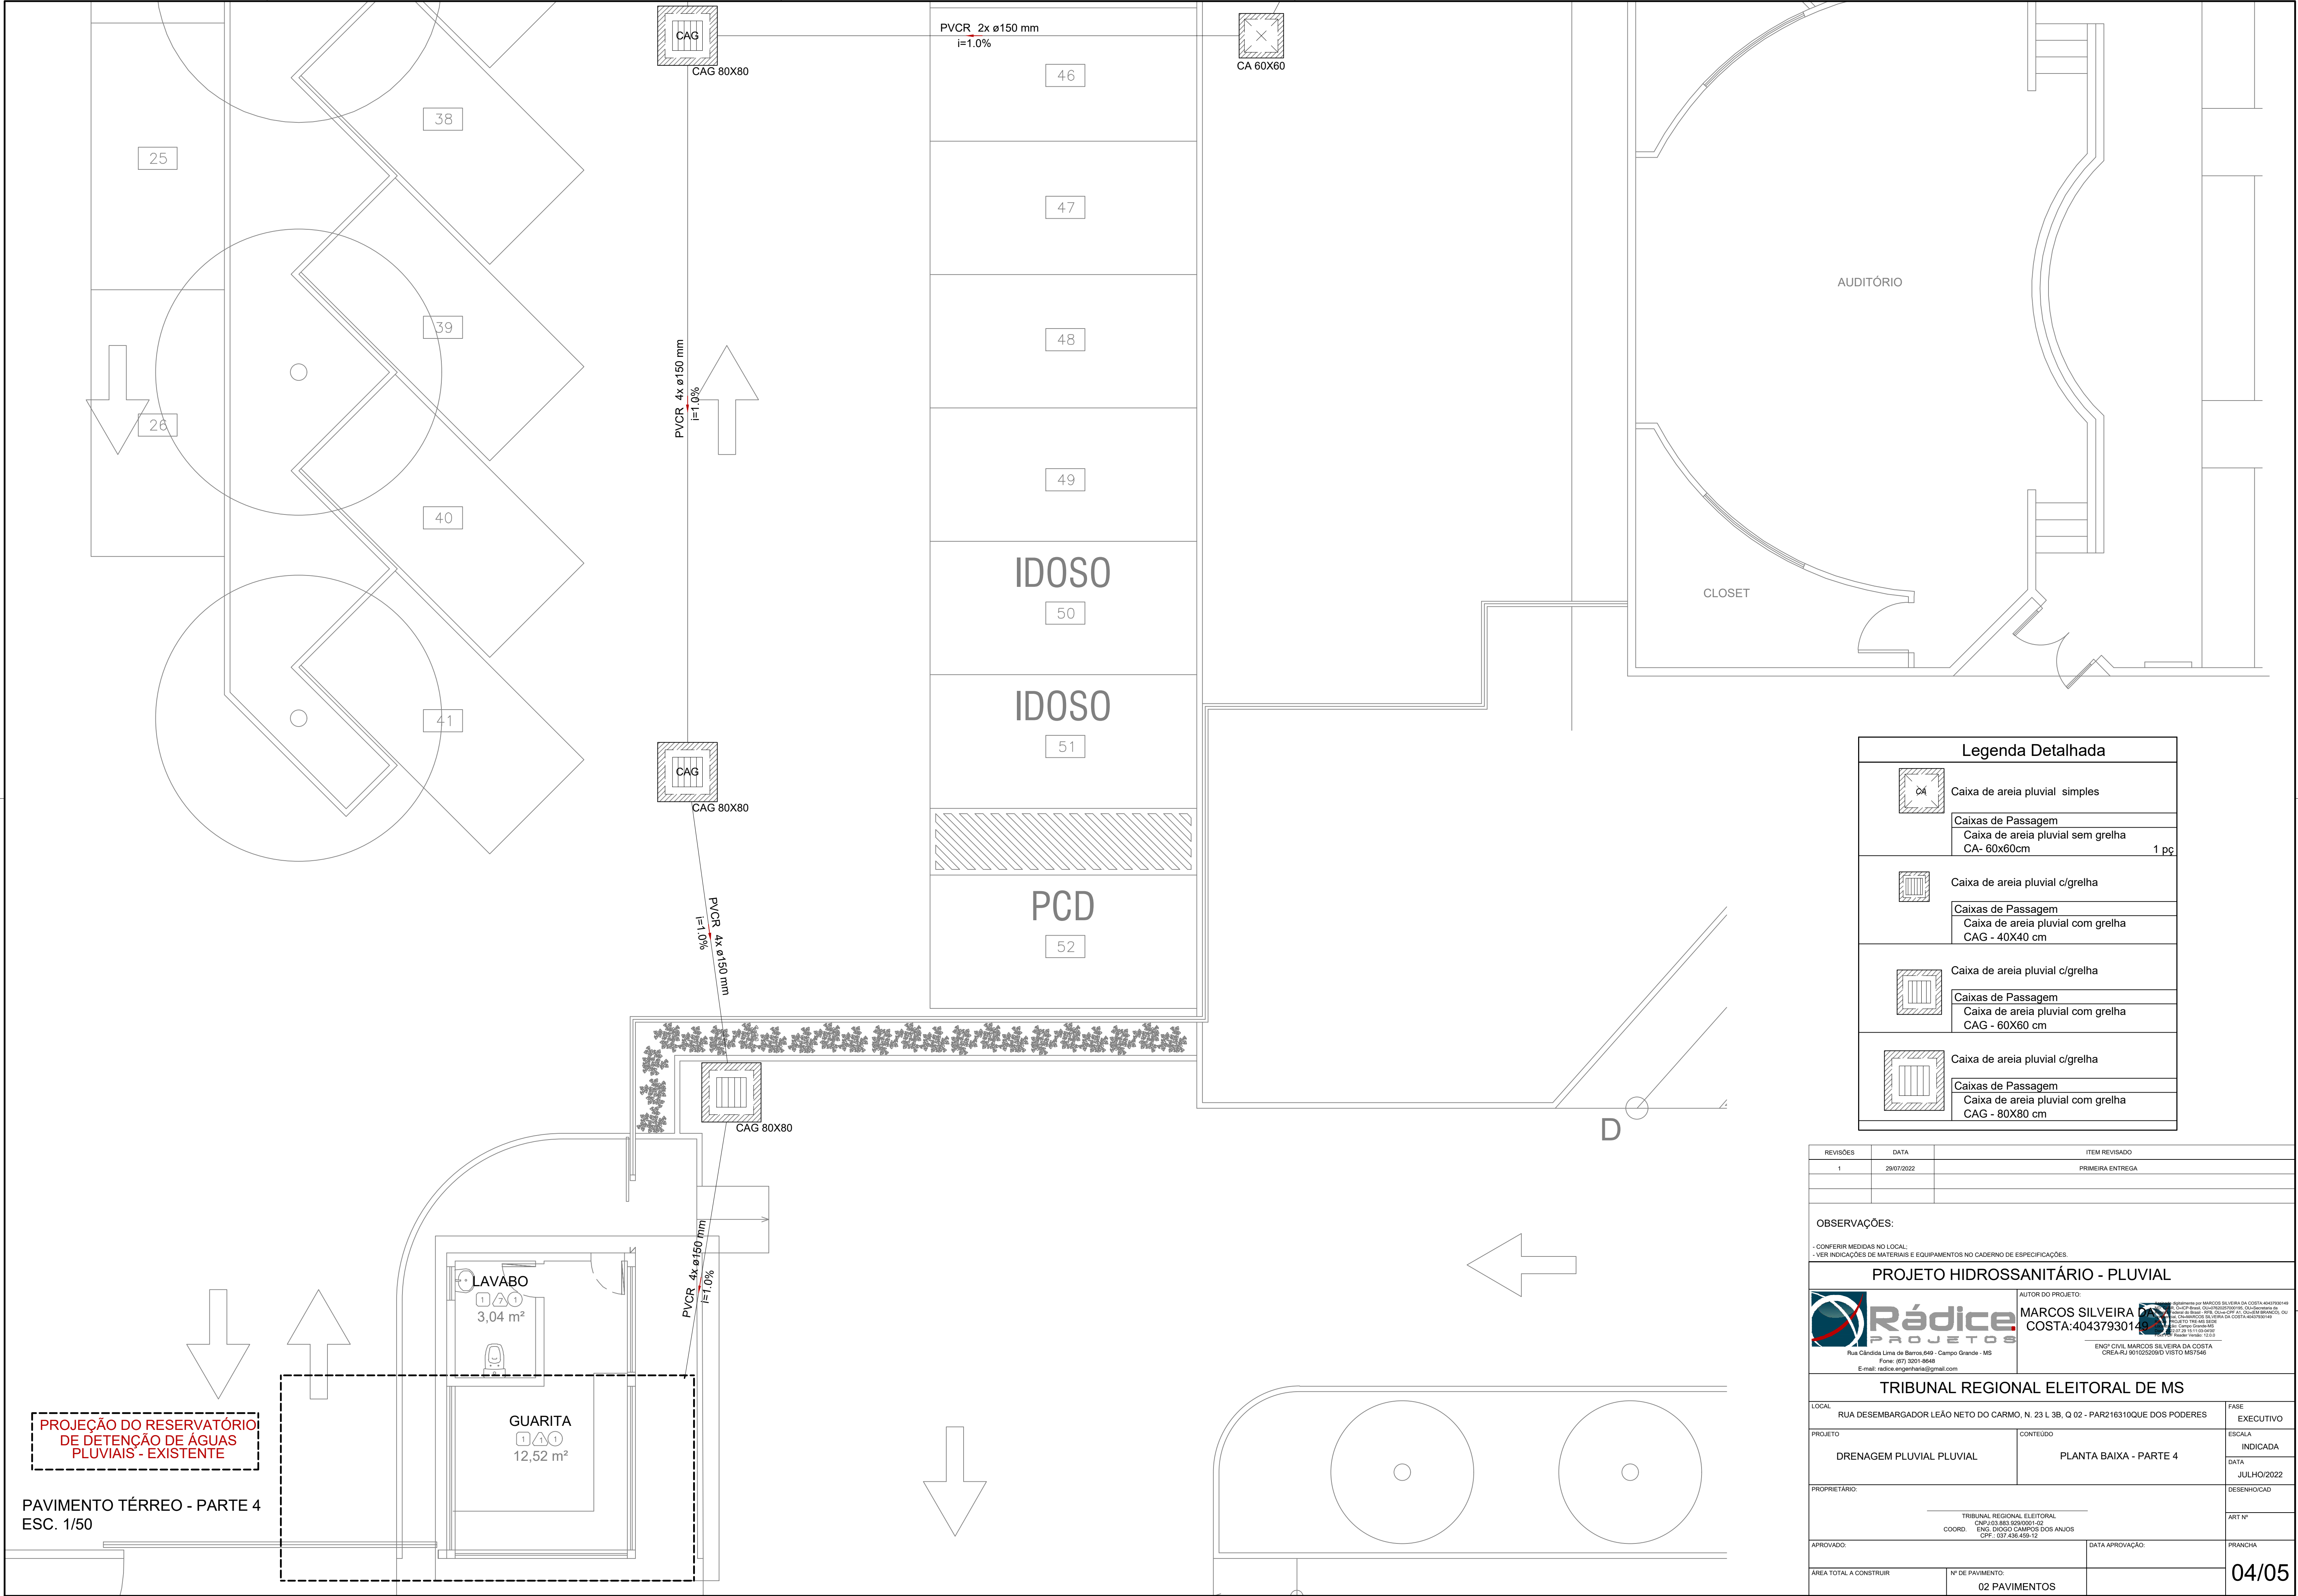 CAG
CAG 80X80
PVCR 2x ø150 mm
i=1.0%
CA 60X60
46
38
25
47
AUDITÓRIO
39
48
PVCR 4x ø150 mm
i=1.0%
26
49
40
IDOSO
50
CLOSET
IDOSO
51
41
CAG
CAG 80X80
PCD
52
PVCR 4x ø150 mm
i=1.0%
CAG 80X80
D
PVCR 4x ø150 mm
i=1.0%
LAVABO
1 7 1
3,04 m²
GUARITA
1 1 1
12,52 m²
PROJEÇÃO DO RESERVATÓRIO
DE DETENÇÃO DE ÁGUAS
PLUVIAIS - EXISTENTE
PAVIMENTO TÉRREO - PARTE 4
ESC. 1/50
Legenda Detalhada
CA
Caixa de areia pluvial simples
Caixas de Passagem
Caixa de areia pluvial sem grelha
CA- 60x60cm 1 pç
Caixa de areia pluvial c/grelha
Caixas de Passagem
Caixa de areia pluvial com grelha
CAG - 40X40 cm
Caixa de areia pluvial c/grelha
Caixas de Passagem
Caixa de areia pluvial com grelha
CAG - 60X60 cm
Caixa de areia pluvial c/grelha
Caixas de Passagem
Caixa de areia pluvial com grelha
CAG - 80X80 cm
REVISÕES DATA ITEM REVISADO
1 29/07/2022 PRIMEIRA ENTREGA
OBSERVAÇÕES:
- CONFERIR MEDIDAS NO LOCAL;
- VER INDICAÇÕES DE MATERIAIS E EQUIPAMENTOS NO CADERNO DE ESPECIFICAÇÕES.
PROJETO HIDROSSANITÁRIO - PLUVIAL
Rádice
PROJETOS
Rua Cândida Lima de Barros,649 - Campo Grande - MS
Fone: (67) 3201-8648
E-mail: radice.engenharia@gmail.com
AUTOR DO PROJETO:
MARCOS SILVEIRA DA
COSTA:40437930149
ENGº CIVIL MARCOS SILVEIRA DA COSTA
CREA-RJ 901025209/D VISTO MS7546
TRIBUNAL REGIONAL ELEITORAL DE MS
LOCAL
RUA DESEMBARGADOR LEÃO NETO DO CARMO, N. 23 L 3B, Q 02 - PAR216310QUE DOS PODERES
FASE
EXECUTIVO
PROJETO
DRENAGEM PLUVIAL PLUVIAL
CONTEÚDO
PLANTA BAIXA - PARTE 4
ESCALA
INDICADA
DATA
JULHO/2022
PROPRIETÁRIO:
TRIBUNAL REGIONAL ELEITORAL
CNPJ:03.883.929/0001-02
COORD. ENG. DIOGO CAMPOS DOS ANJOS
CPF.: 037.436.459-12
DESENHO/CAD
ART Nº
APROVADO:
DATA APROVAÇÃO:
PRANCHA
04/05
ÁREA TOTAL A CONSTRUIR
Nº DE PAVIMENTO:
02 PAVIMENTOS